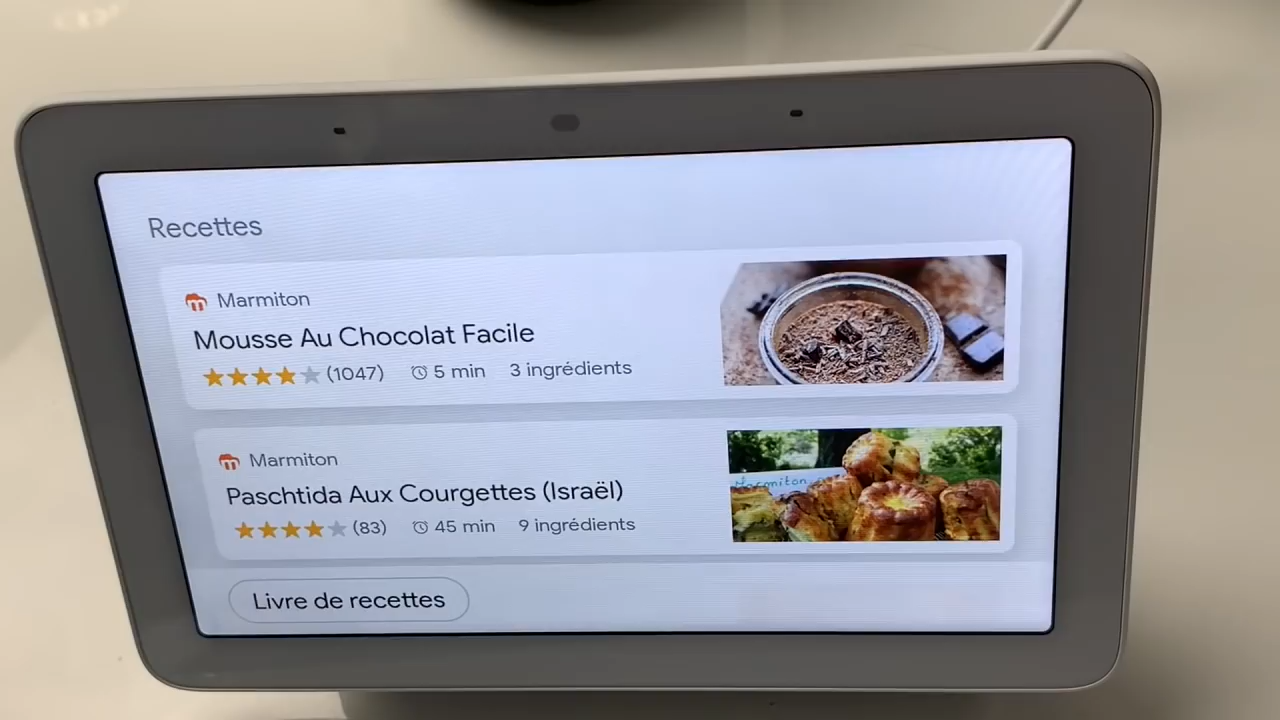 Recettes
Marmiton
Mousse Au Chocolat Facile
(1047) 5 min 3 ingrédients
Marmiton
Paschtida Aux Courgettes (Israël)
(83) 45 min 9 ingrédients
Marmiton
Livre de recettes